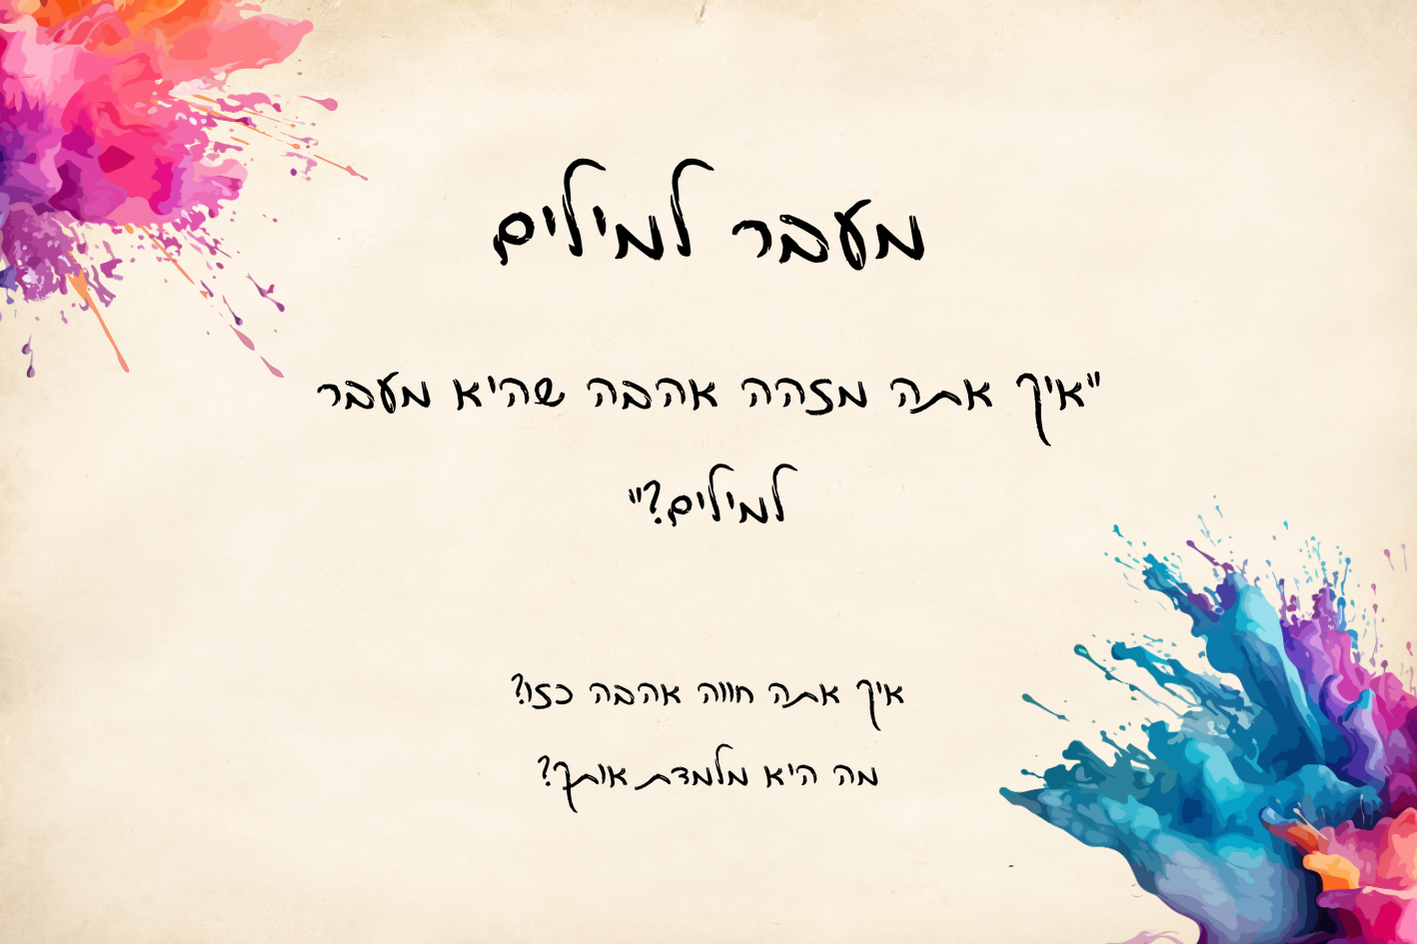 מעבר למילים
"איך אתה מזהה אהבה שהיא מעבר
למילים?"
איך אתה חווה אהבה כזו?
מה היא מלמדת אותך?